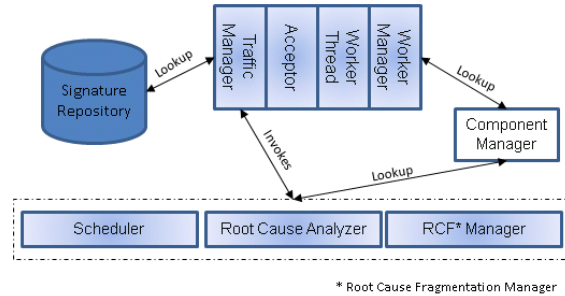 Signature
Repository
Lookup
Traffic
Manager
Acceptor
Worker
Thread
Worker
Manager
Lookup
Component
Manager
Invokes
Lookup
Scheduler
Root Cause Analyzer
RCF* Manager
* Root Cause Fragmentation Manager